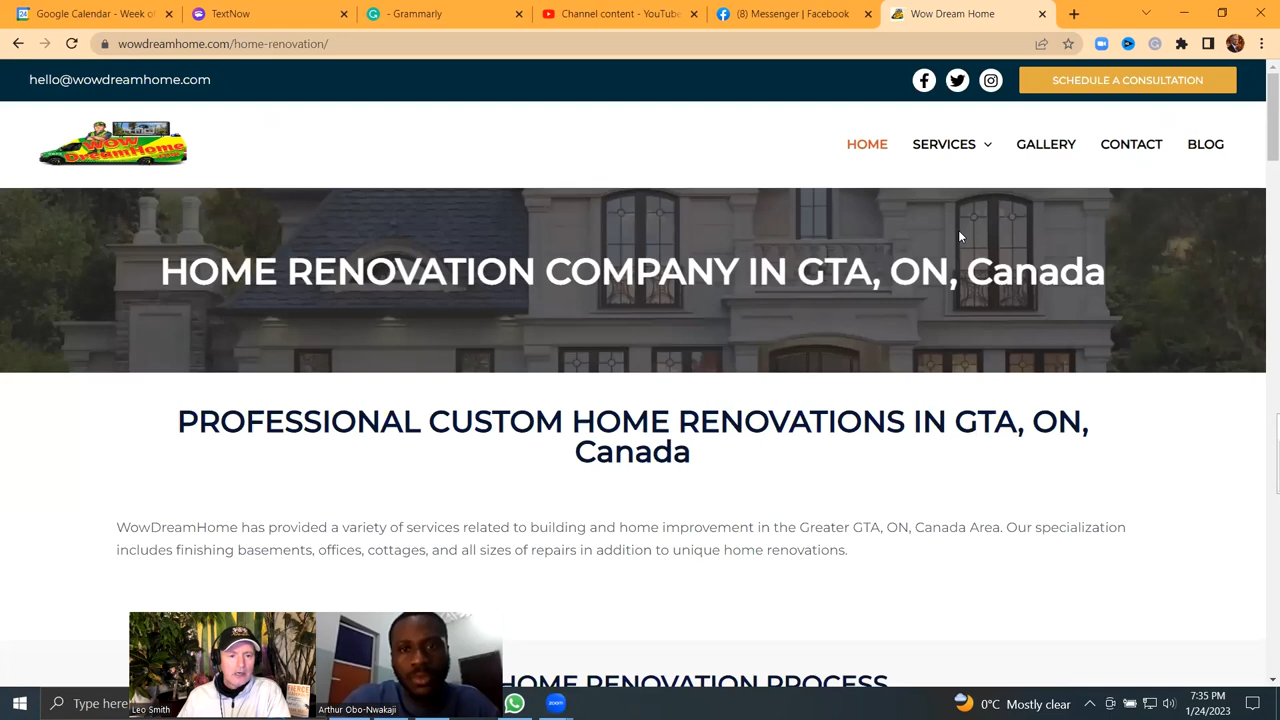 Google Calendar - Week of
TextNow
- Grammarly
Channel content - YouTube
(8) Messenger | Facebook
Wow Dream Home
wowdreamhome.com/home-renovation/
hello@wowdreamhome.com
SCHEDULE A CONSULTATION
WOW
DreamHome
HOME
SERVICES
GALLERY
CONTACT
BLOG
HOME RENOVATION COMPANY IN GTA, ON, Canada
PROFESSIONAL CUSTOM HOME RENOVATIONS IN GTA, ON,
Canada
WowDreamHome has provided a variety of services related to building and home improvement in the Greater GTA, ON, Canada Area. Our specialization
includes finishing basements, offices, cottages, and all sizes of repairs in addition to unique home renovations.
HOME RENOVATION PROCESS
FIERCE
Leo Smith
Arthur Obo-Nwakaji
Type here
0°C Mostly clear
7:35 PM
1/24/2023